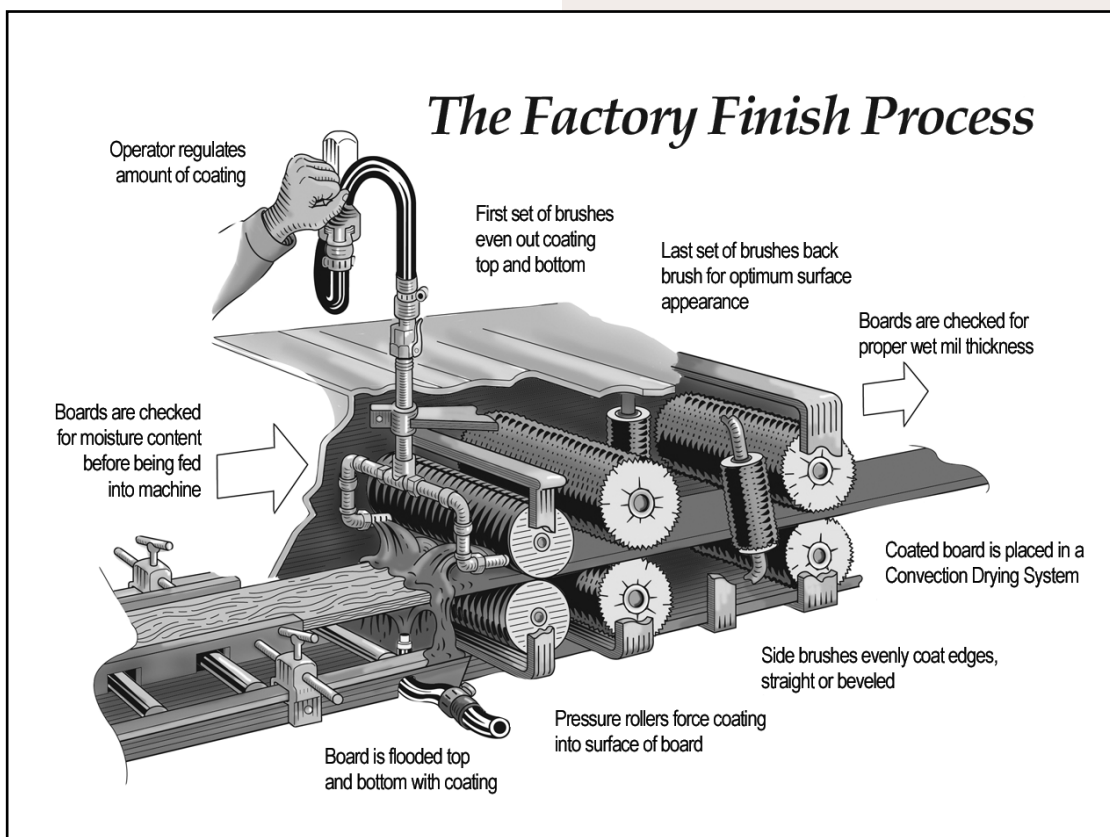 The Factory Finish Process
Operator regulates
amount of coating
First set of brushes
even out coating
top and bottom
Last set of brushes back
brush for optimum surface
appearance
Boards are checked for
proper wet mil thickness
Boards are checked
for moisture content
before being fed
into machine
Coated board is placed in a
Convection Drying System
Side brushes evenly coat edges,
straight or beveled
Pressure rollers force coating
into surface of board
Board is flooded top
and bottom with coating